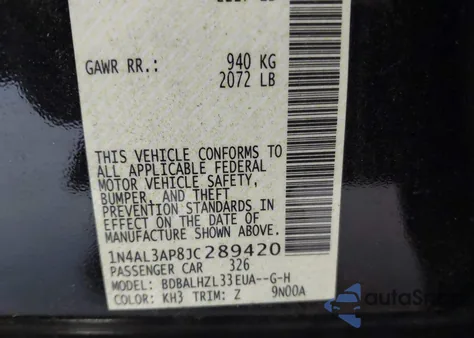 GAWR RR.: 940 KG
2072 LB
THIS VEHICLE CONFORMS TO
ALL APPLICABLE FEDERAL
MOTOR VEHICLE SAFETY,
BUMPER, AND THEFT
PREVENTION STANDARDS IN
EFFECT ON THE DATE OF
MANUFACTURE SHOWN ABOVE.
1N4AL3AP8JC289420
PASSENGER CAR 326
MODEL: BDBALHZL33EUA--G-H
COLOR: KH3 TRIM: Z 9N00A